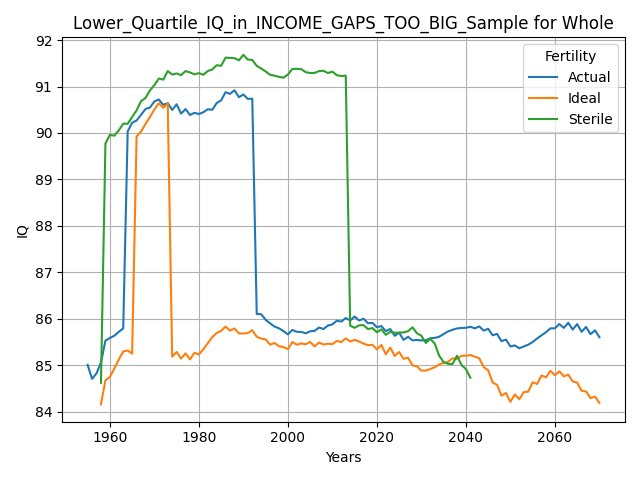 Lower_Quartile_IQ_in_INCOME_GAPS_TOO_BIG_Sample for Whole
92
91
90
89
88
87
86
85
84
IQ
Fertility
Actual
Ideal
Sterile
1960 1980 2000 2020 2040 2060
Years